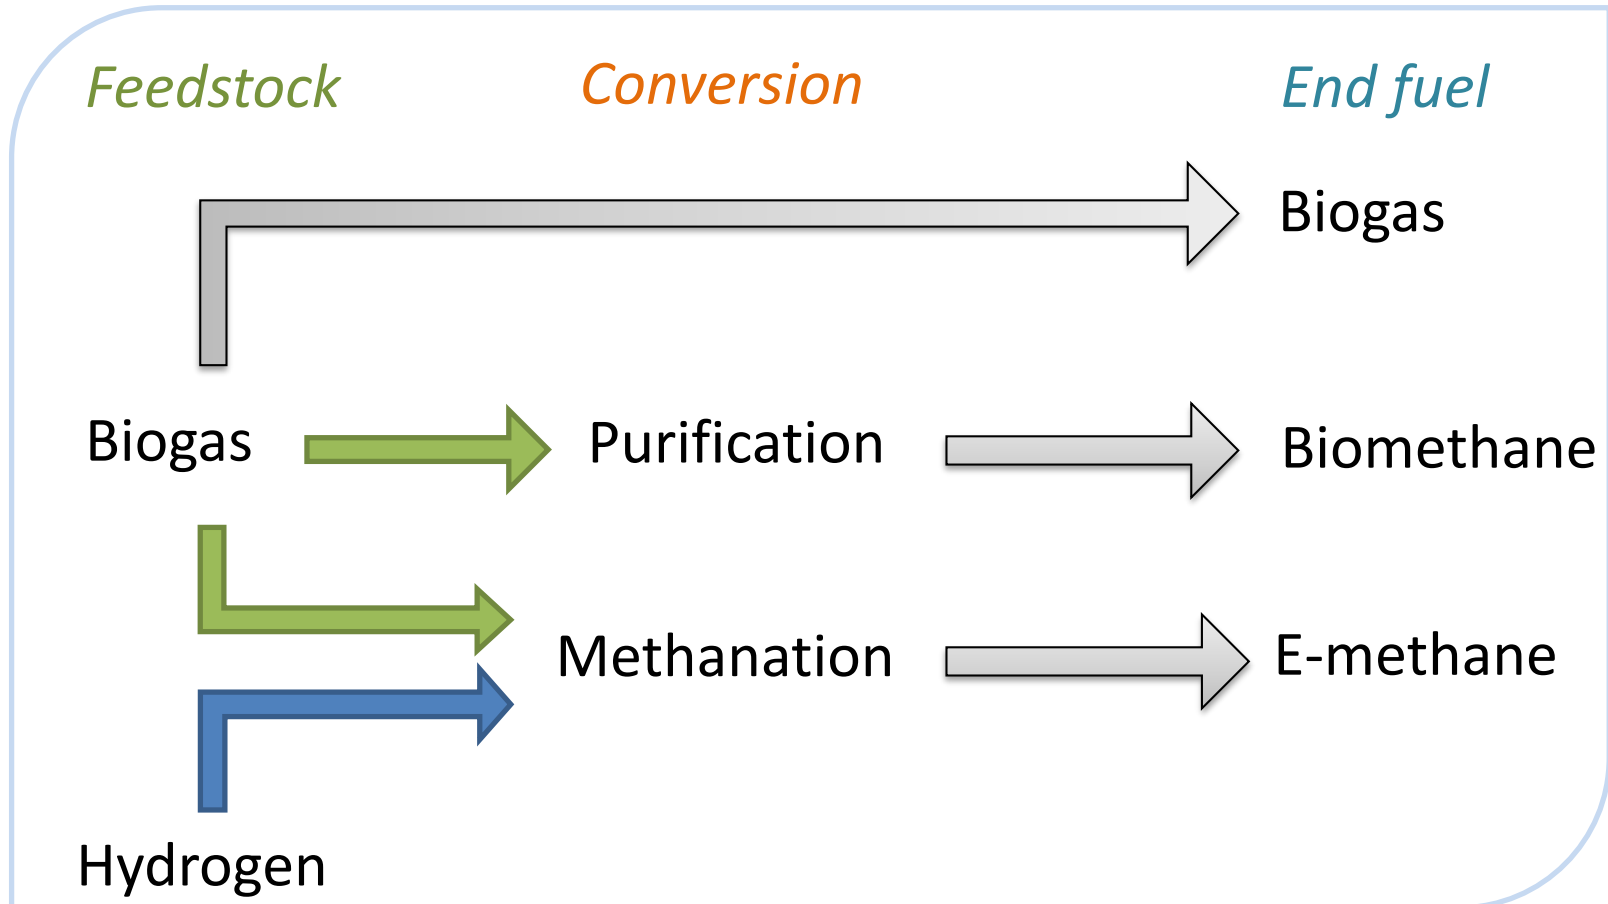 Feedstock Conversion End fuel
Biogas
Biogas Purification Biomethane
Methanation E-methane
Hydrogen